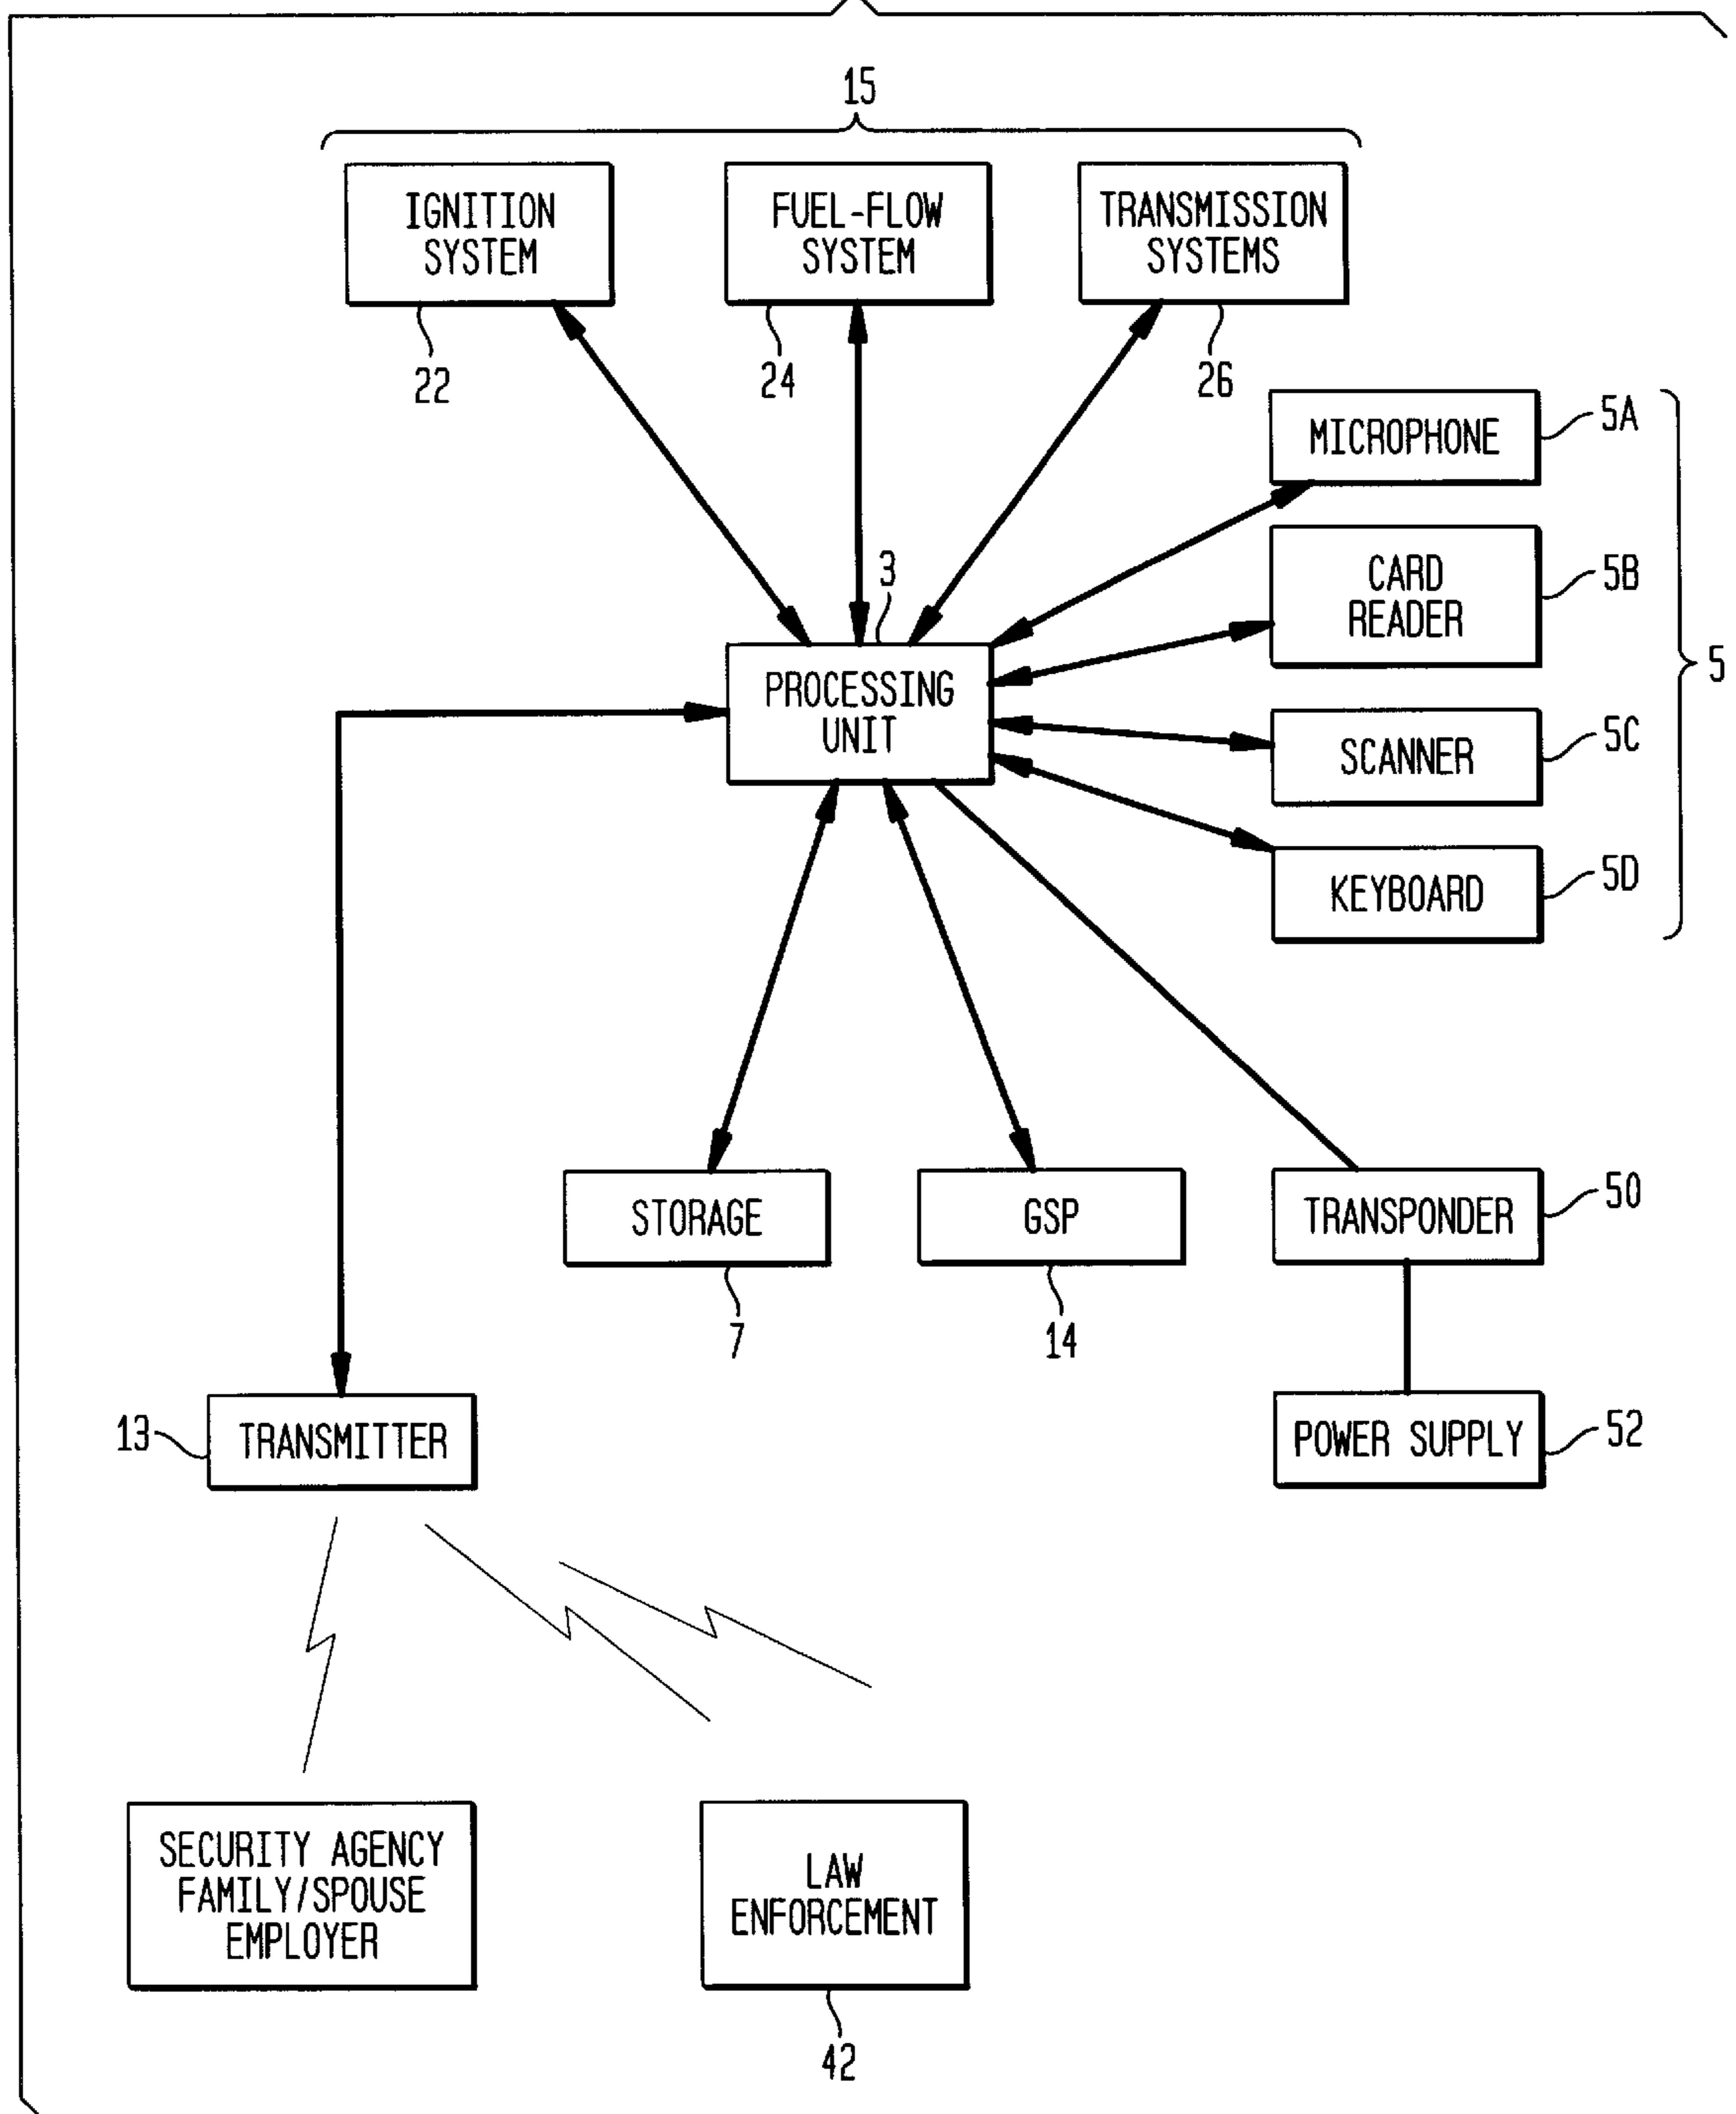 15
IGNITION
SYSTEM
FUEL-FLOW
SYSTEM
TRANSMISSION
SYSTEMS
22
24
26
MICROPHONE
5A
CARD
READER
5B
3
PROCESSING
UNIT
5
SCANNER
5C
KEYBOARD
5D
STORAGE
GSP
TRANSPONDER
50
7
14
13
TRANSMITTER
POWER SUPPLY
52
SECURITY AGENCY
FAMILY/SPOUSE
EMPLOYER
LAW
ENFORCEMENT
42